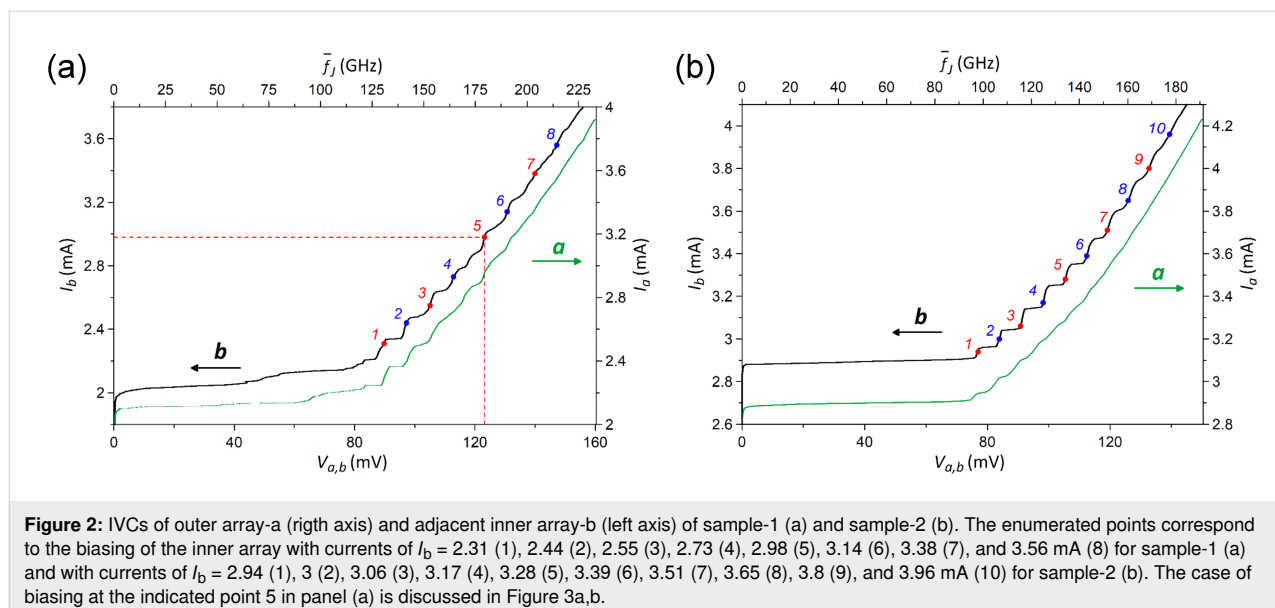 (a)
f̄J (GHz)
0 25 50 75 100 125 150 175 200 225
Ib (mA)
3.6
3.2
2.8
2.4
2
4
3.6
3.2
2.8
2.4
2
Ia (mA)
1
2
3
4
5
6
7
8
a
b
0 40 80 120 160
Va,b (mV)
(b)
f̄J (GHz)
0 20 40 60 80 100 120 140 160 180
Ib (mA)
4
3.8
3.6
3.4
3.2
3
2.8
2.6
4.2
4
3.8
3.6
3.4
3.2
3
2.8
Ia (mA)
1
2
3
4
5
6
7
8
9
10
a
b
0 40 80 120
Va,b (mV)
Figure 2: IVCs of outer array-a (rigth axis) and adjacent inner array-b (left axis) of sample-1 (a) and sample-2 (b). The enumerated points correspond
to the biasing of the inner array with currents of Ib = 2.31 (1), 2.44 (2), 2.55 (3), 2.73 (4), 2.98 (5), 3.14 (6), 3.38 (7), and 3.56 mA (8) for sample-1 (a)
and with currents of Ib = 2.94 (1), 3 (2), 3.06 (3), 3.17 (4), 3.28 (5), 3.39 (6), 3.51 (7), 3.65 (8), 3.8 (9), and 3.96 mA (10) for sample-2 (b). The case of
biasing at the indicated point 5 in panel (a) is discussed in Figure 3a,b.